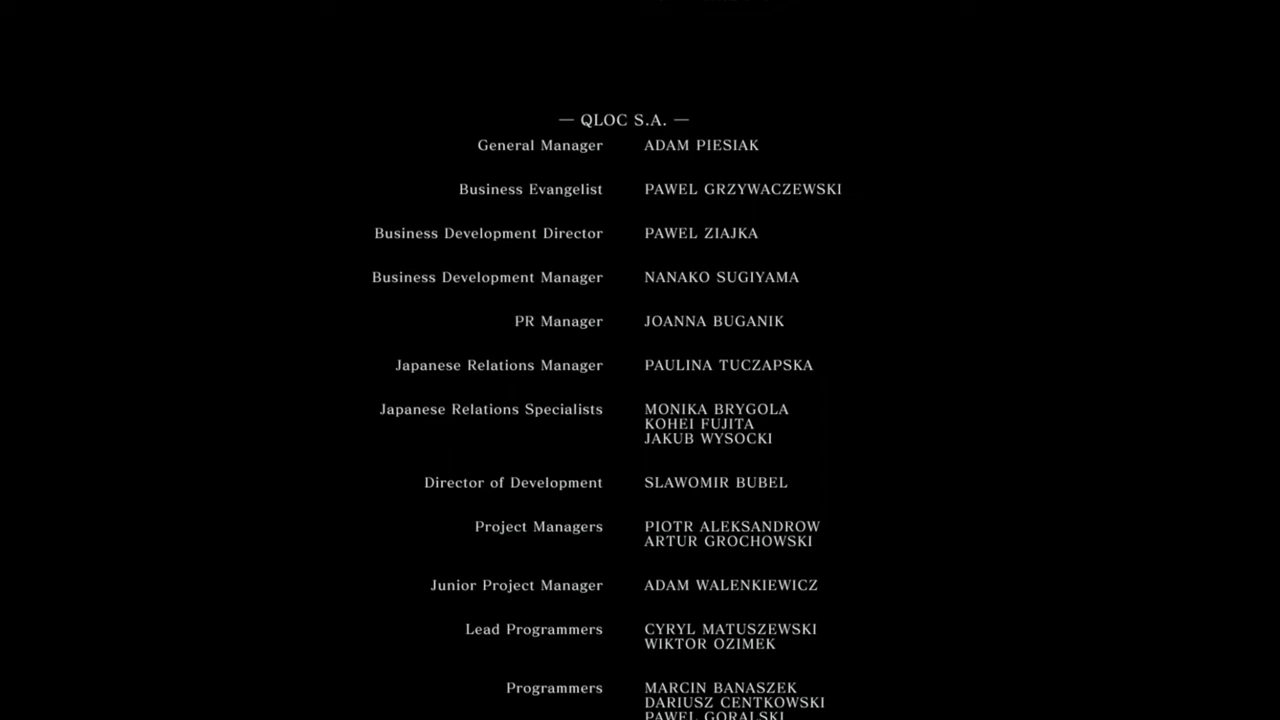 — QLOC S.A. —
General Manager ADAM PIESIAK
Business Evangelist PAWEL GRZYWACZEWSKI
Business Development Director PAWEL ZIAJKA
Business Development Manager NANAKO SUGIYAMA
PR Manager JOANNA BUGANIK
Japanese Relations Manager PAULINA TUCZAPSKA
Japanese Relations Specialists MONIKA BRYGOLA
KOHEI FUJITA
JAKUB WYSOCKI
Director of Development SLAWOMIR BUBEL
Project Managers PIOTR ALEKSANDROW
ARTUR GROCHOWSKI
Junior Project Manager ADAM WALENKIEWICZ
Lead Programmers CYRYL MATUSZEWSKI
WIKTOR OZIMEK
Programmers MARCIN BANASZEK
DARIUSZ CENTKOWSKI
PAWEL GORALSKI